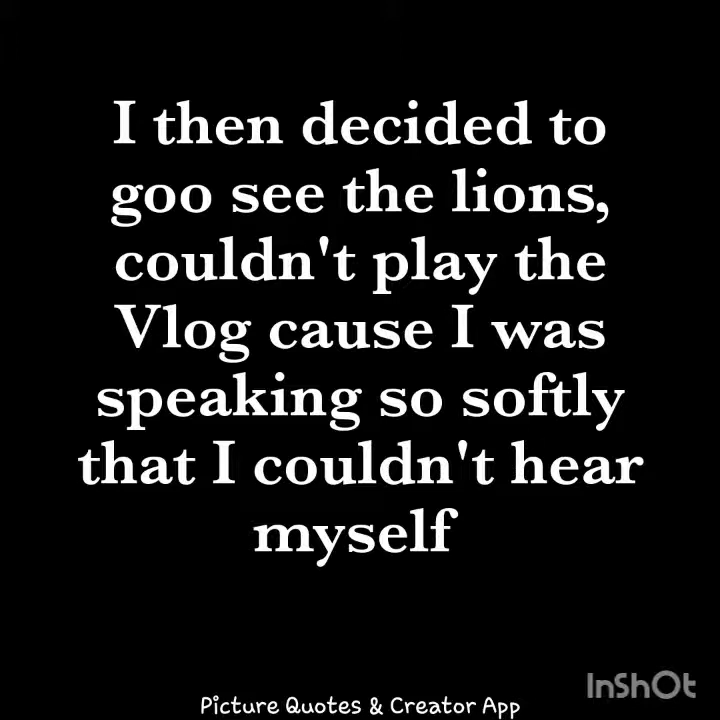 I then decided to
goo see the lions,
couldn't play the
Vlog cause I was
speaking so softly
that I couldn't hear
myself
InShOt
Picture Quotes & Creator App